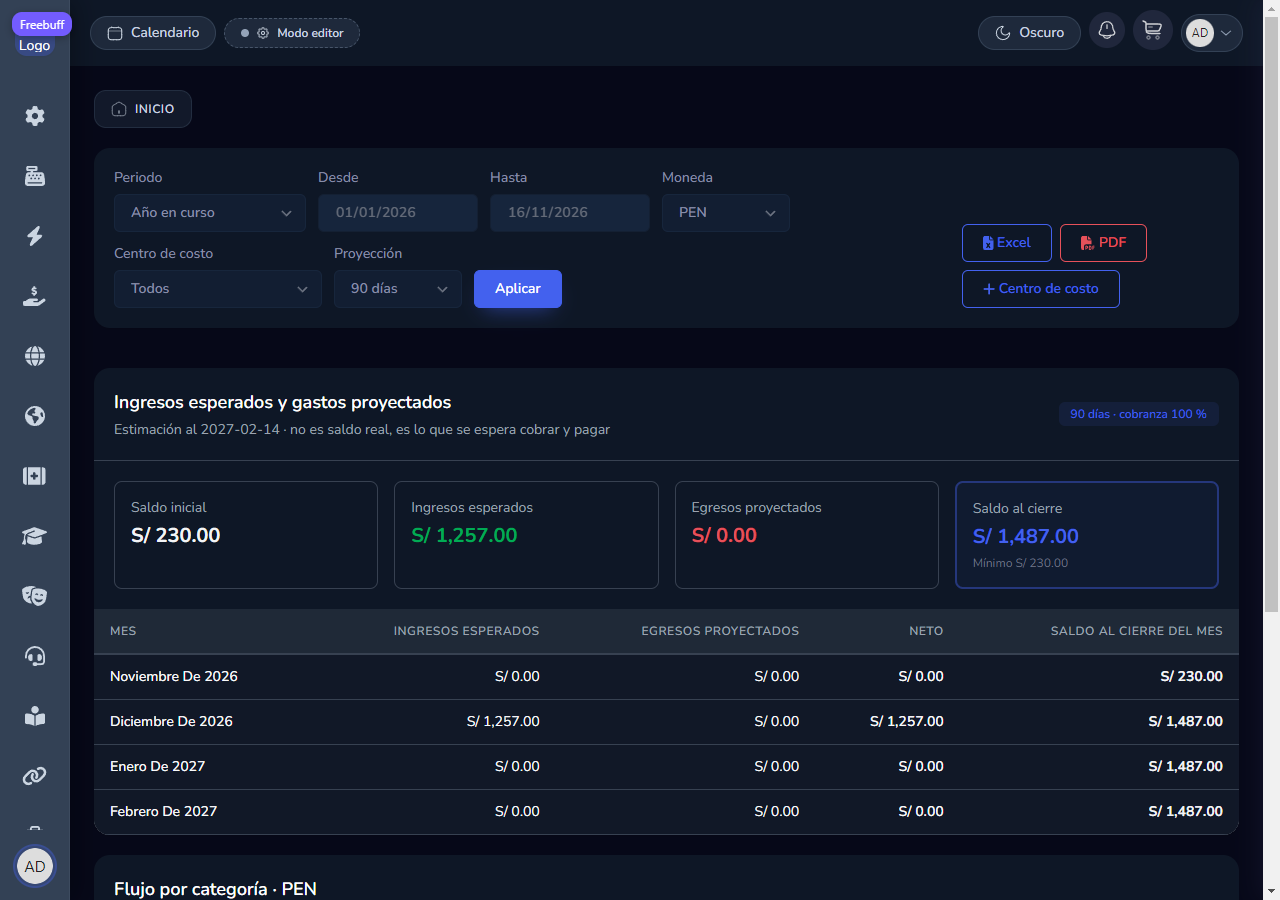 Freebuff
Logo
Calendario
Modo editor
Oscuro
AD
INICIO
Periodo Desde Hasta Moneda
Año en curso 01/01/2026 16/11/2026 PEN
Excel PDF
Centro de costo Proyección
Todos 90 días Aplicar
+ Centro de costo
Ingresos esperados y gastos proyectados
Estimación al 2027-02-14 · no es saldo real, es lo que se espera cobrar y pagar
90 días · cobranza 100 %
Saldo inicial
S/ 230.00
Ingresos esperados
S/ 1,257.00
Egresos proyectados
S/ 0.00
Saldo al cierre
S/ 1,487.00
Mínimo S/ 230.00
MES INGRESOS ESPERADOS EGRESOS PROYECTADOS NETO SALDO AL CIERRE DEL MES
Noviembre De 2026 S/ 0.00 S/ 0.00 S/ 0.00 S/ 230.00
Diciembre De 2026 S/ 1,257.00 S/ 0.00 S/ 1,257.00 S/ 1,487.00
Enero De 2027 S/ 0.00 S/ 0.00 S/ 0.00 S/ 1,487.00
Febrero De 2027 S/ 0.00 S/ 0.00 S/ 0.00 S/ 1,487.00
AD
Flujo por categoría · PEN